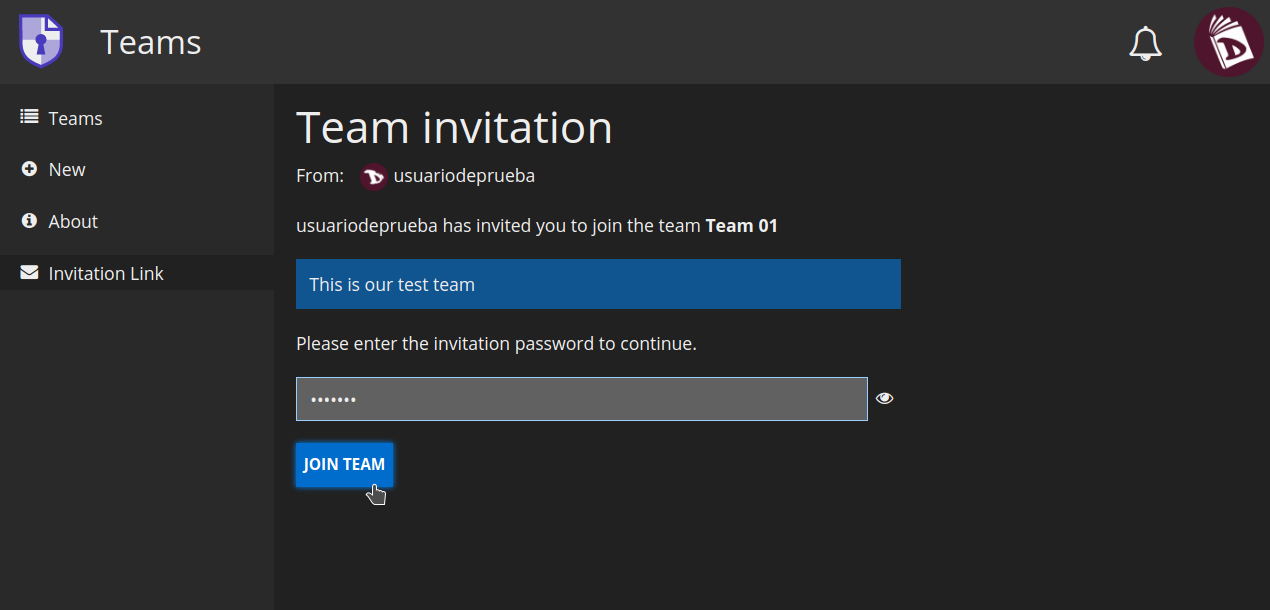 Teams
Teams
New
About
Invitation Link
Team invitation
From: usuariodeprueba
usuariodeprueba has invited you to join the team Team 01
This is our test team
Please enter the invitation password to continue.
•••••••
JOIN TEAM